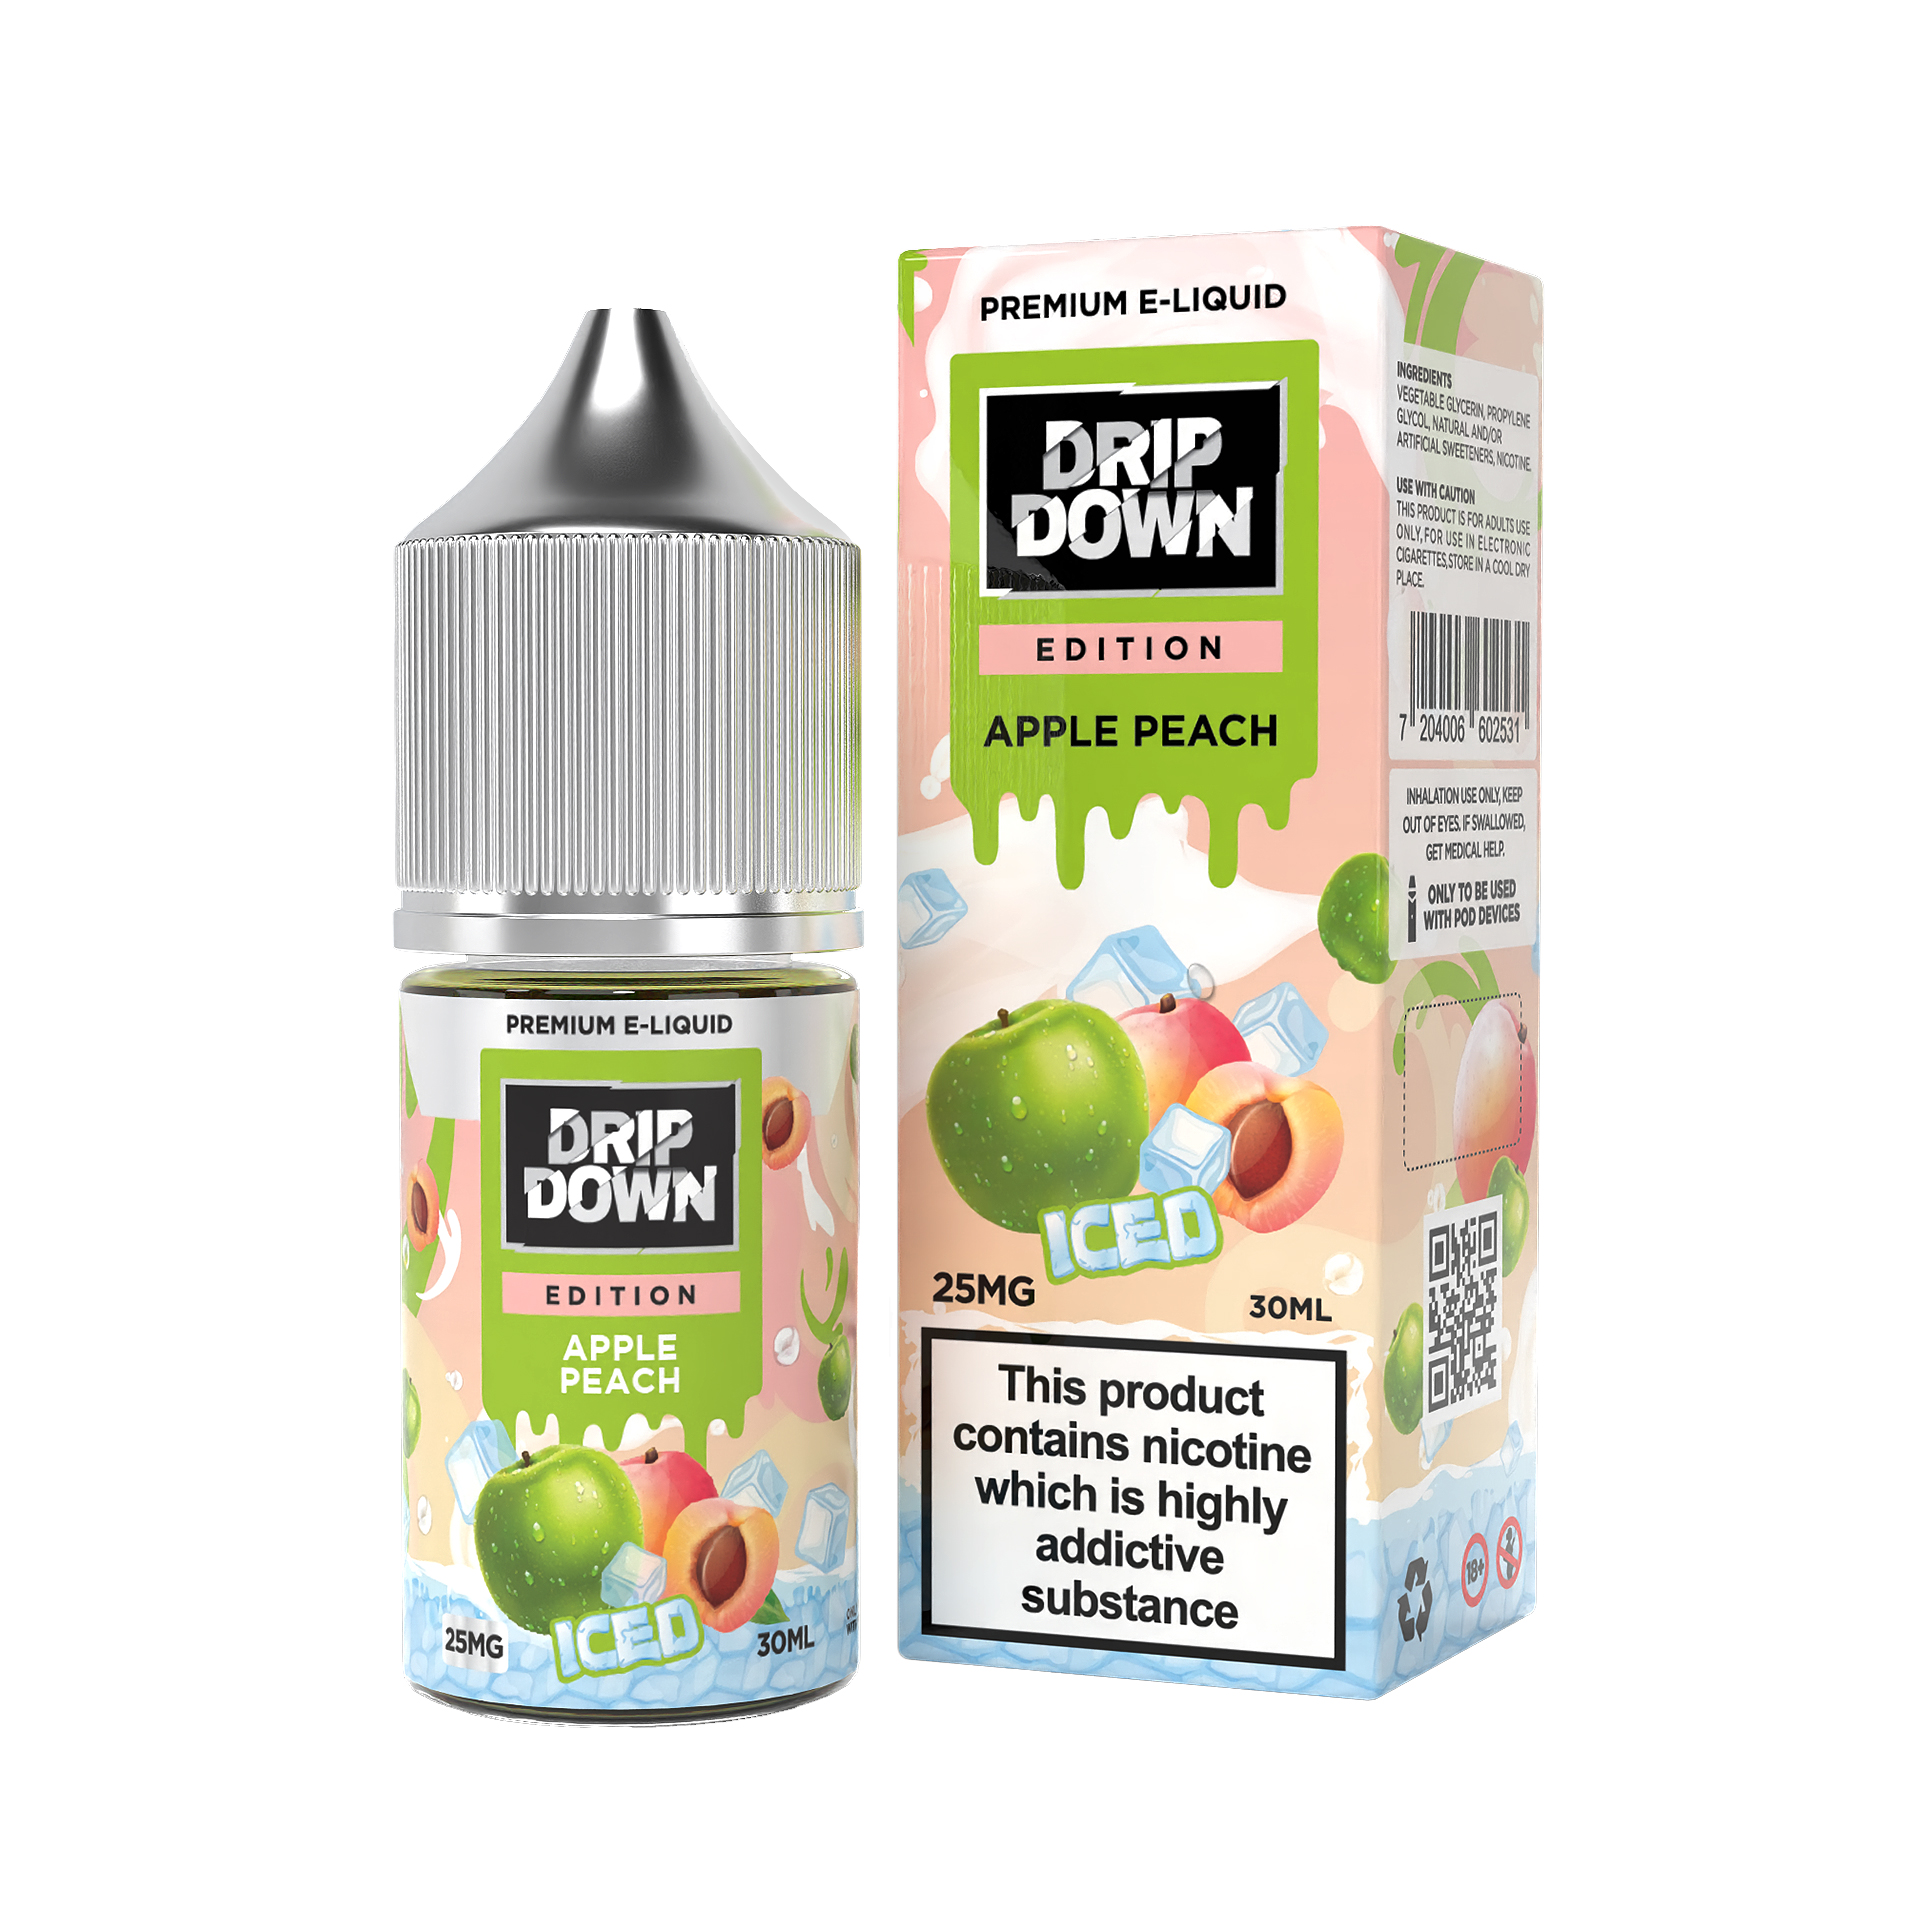 PREMIUM E-LIQUID
DRIP
DOWN
EDITION
APPLE
PEACH
ICED
25MG
30ML
PREMIUM E-LIQUID
DRIP
DOWN
EDITION
APPLE PEACH
ICED
25MG
30ML
This product
contains nicotine
which is highly
addictive
substance
INGREDIENTS
VEGETABLE GLYCERIN, PROPYLENE
GLYCOL, NATURAL AND/OR
ARTIFICIAL SWEETENERS, NICOTINE.
USE WITH CAUTION
THIS PRODUCT IS FOR ADULTS USE
ONLY, FOR USE IN ELECTRONIC
CIGARETTES, STORE IN A COOL DRY
PLACE.
7 204006 602531
INHALATION USE ONLY, KEEP
OUT OF EYES. IF SWALLOWED,
GET MEDICAL HELP.
ONLY TO BE USED
WITH POD DEVICES
18+